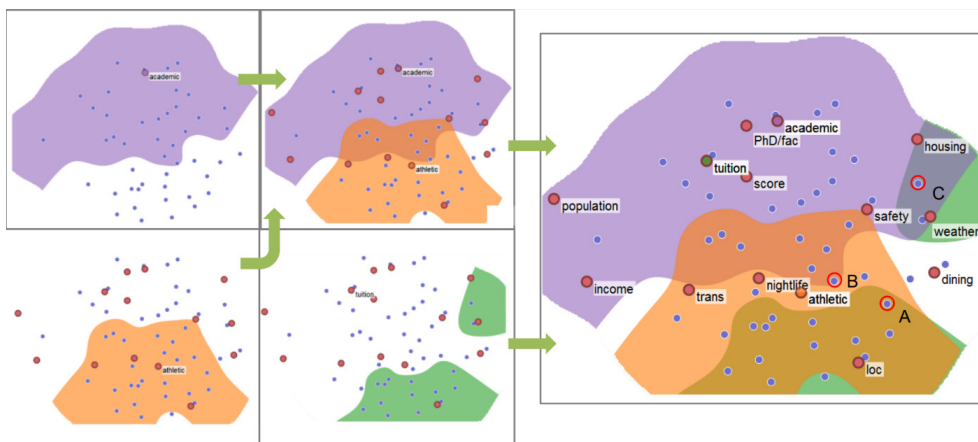 academic
academic
athletic
tuition
athletic
academic
PhD/fac
housing
tuition
score
C
population
safety
weather
dining
income
trans
nightlife
B
athletic
A
loc